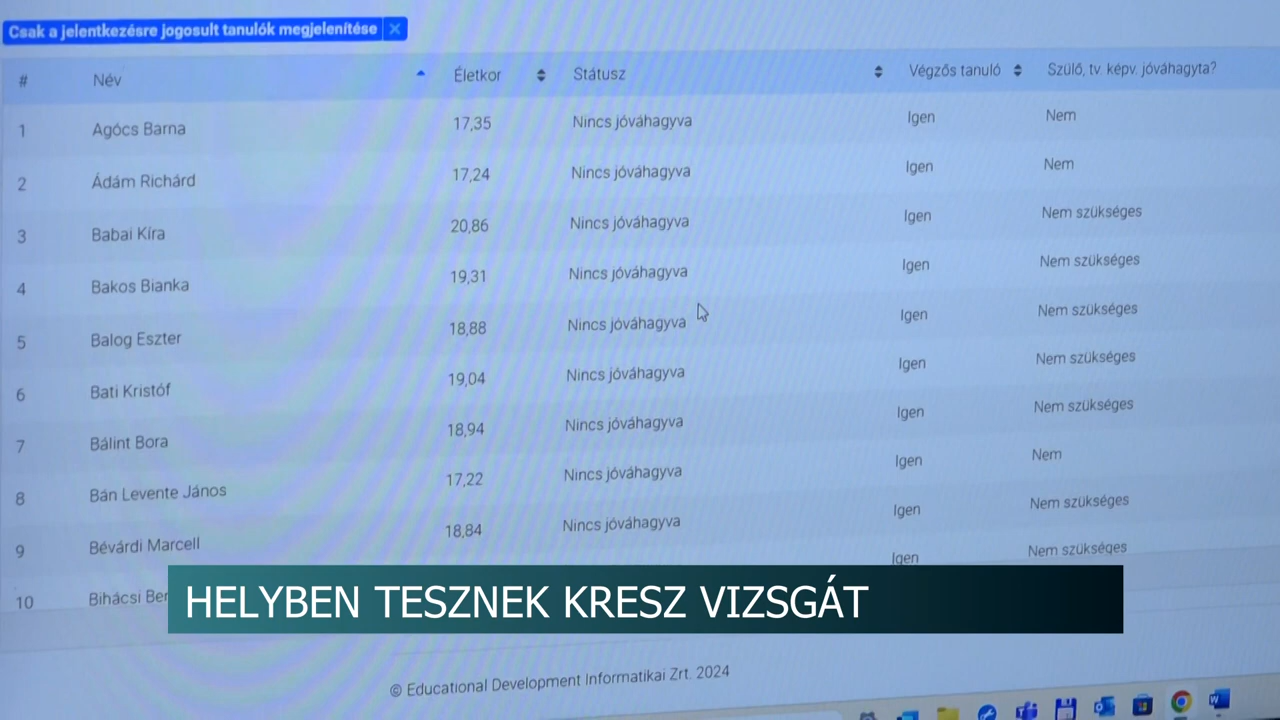 Csak a jelentkezésre jogosult tanulók megjelenítése ×
# Név Életkor Státusz Végzős tanuló Szülő, tv. képv. jóváhagyta?
1 Agócs Barna 17,35 Nincs jóváhagyva Igen Nem
2 Ádám Richárd 17,24 Nincs jóváhagyva Igen Nem
3 Babai Kíra 20,86 Nincs jóváhagyva Igen Nem szükséges
4 Bakos Bianka 19,31 Nincs jóváhagyva Igen Nem szükséges
5 Balog Eszter 18,88 Nincs jóváhagyva Igen Nem szükséges
6 Bati Kristóf 19,04 Nincs jóváhagyva Igen Nem szükséges
7 Bálint Bora 18,94 Nincs jóváhagyva Igen Nem szükséges
8 Bán Levente János 17,22 Nincs jóváhagyva Igen Nem
9 Bévárdi Marcell 18,84 Nincs jóváhagyva Igen Nem szükséges
10 Bihácsi Igen Nem szükséges
HELYBEN TESZNEK KRESZ VIZSGÁT
© Educational Development Informatikai Zrt. 2024